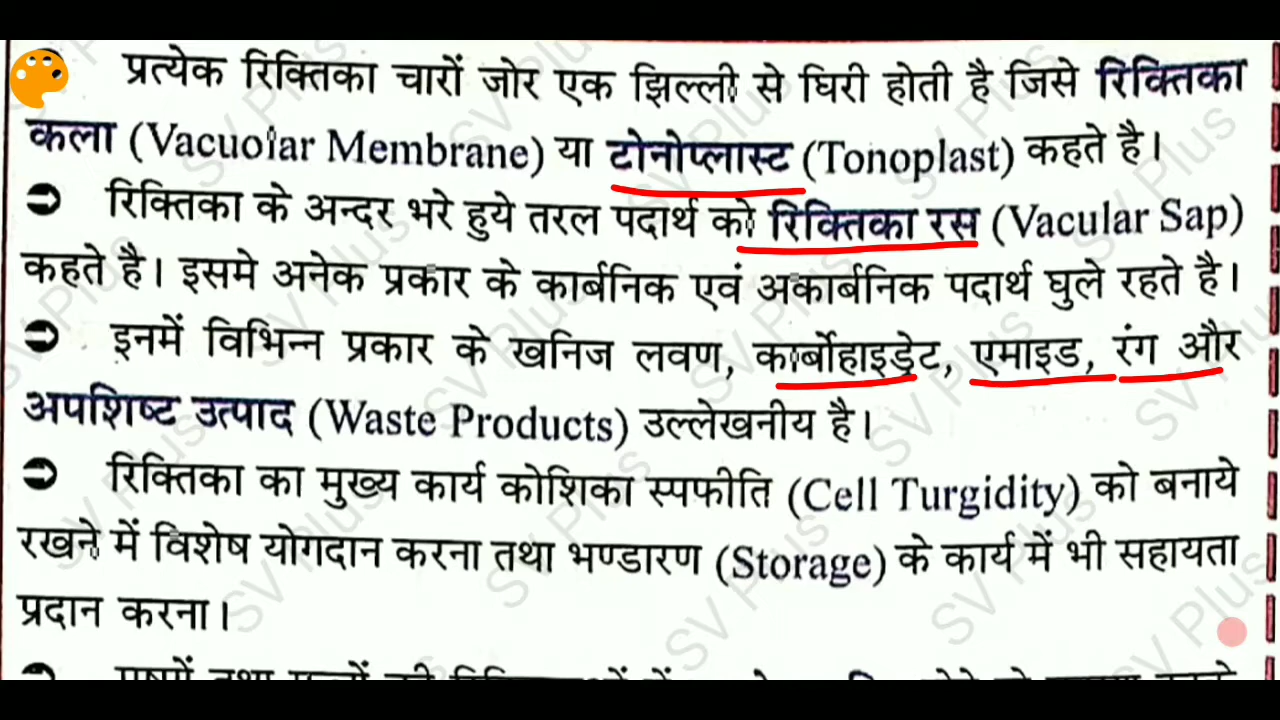 प्रत्येक रिक्तिका चारों जोर एक झिल्ली से घिरी होती है जिसे रिक्तिका
कला (Vacuolar Membrane) या टोनोप्लास्ट (Tonoplast) कहते है।
➲ रिक्तिका के अन्दर भरे हुये तरल पदार्थ को रिक्तिका रस (Vacular Sap)
कहते है। इसमे अनेक प्रकार के कार्बनिक एवं अकार्बनिक पदार्थ घुले रहते है।
➲ इनमें विभिन्न प्रकार के खनिज लवण, कार्बोहाइड्रेट, एमाइड, रंग और
अपशिष्ट उत्पाद (Waste Products) उल्लेखनीय है।
➲ रिक्तिका का मुख्य कार्य कोशिका स्पफीति (Cell Turgidity) को बनाये
रखने में विशेष योगदान करना तथा भण्डारण (Storage) के कार्य में भी सहायता
प्रदान करना।